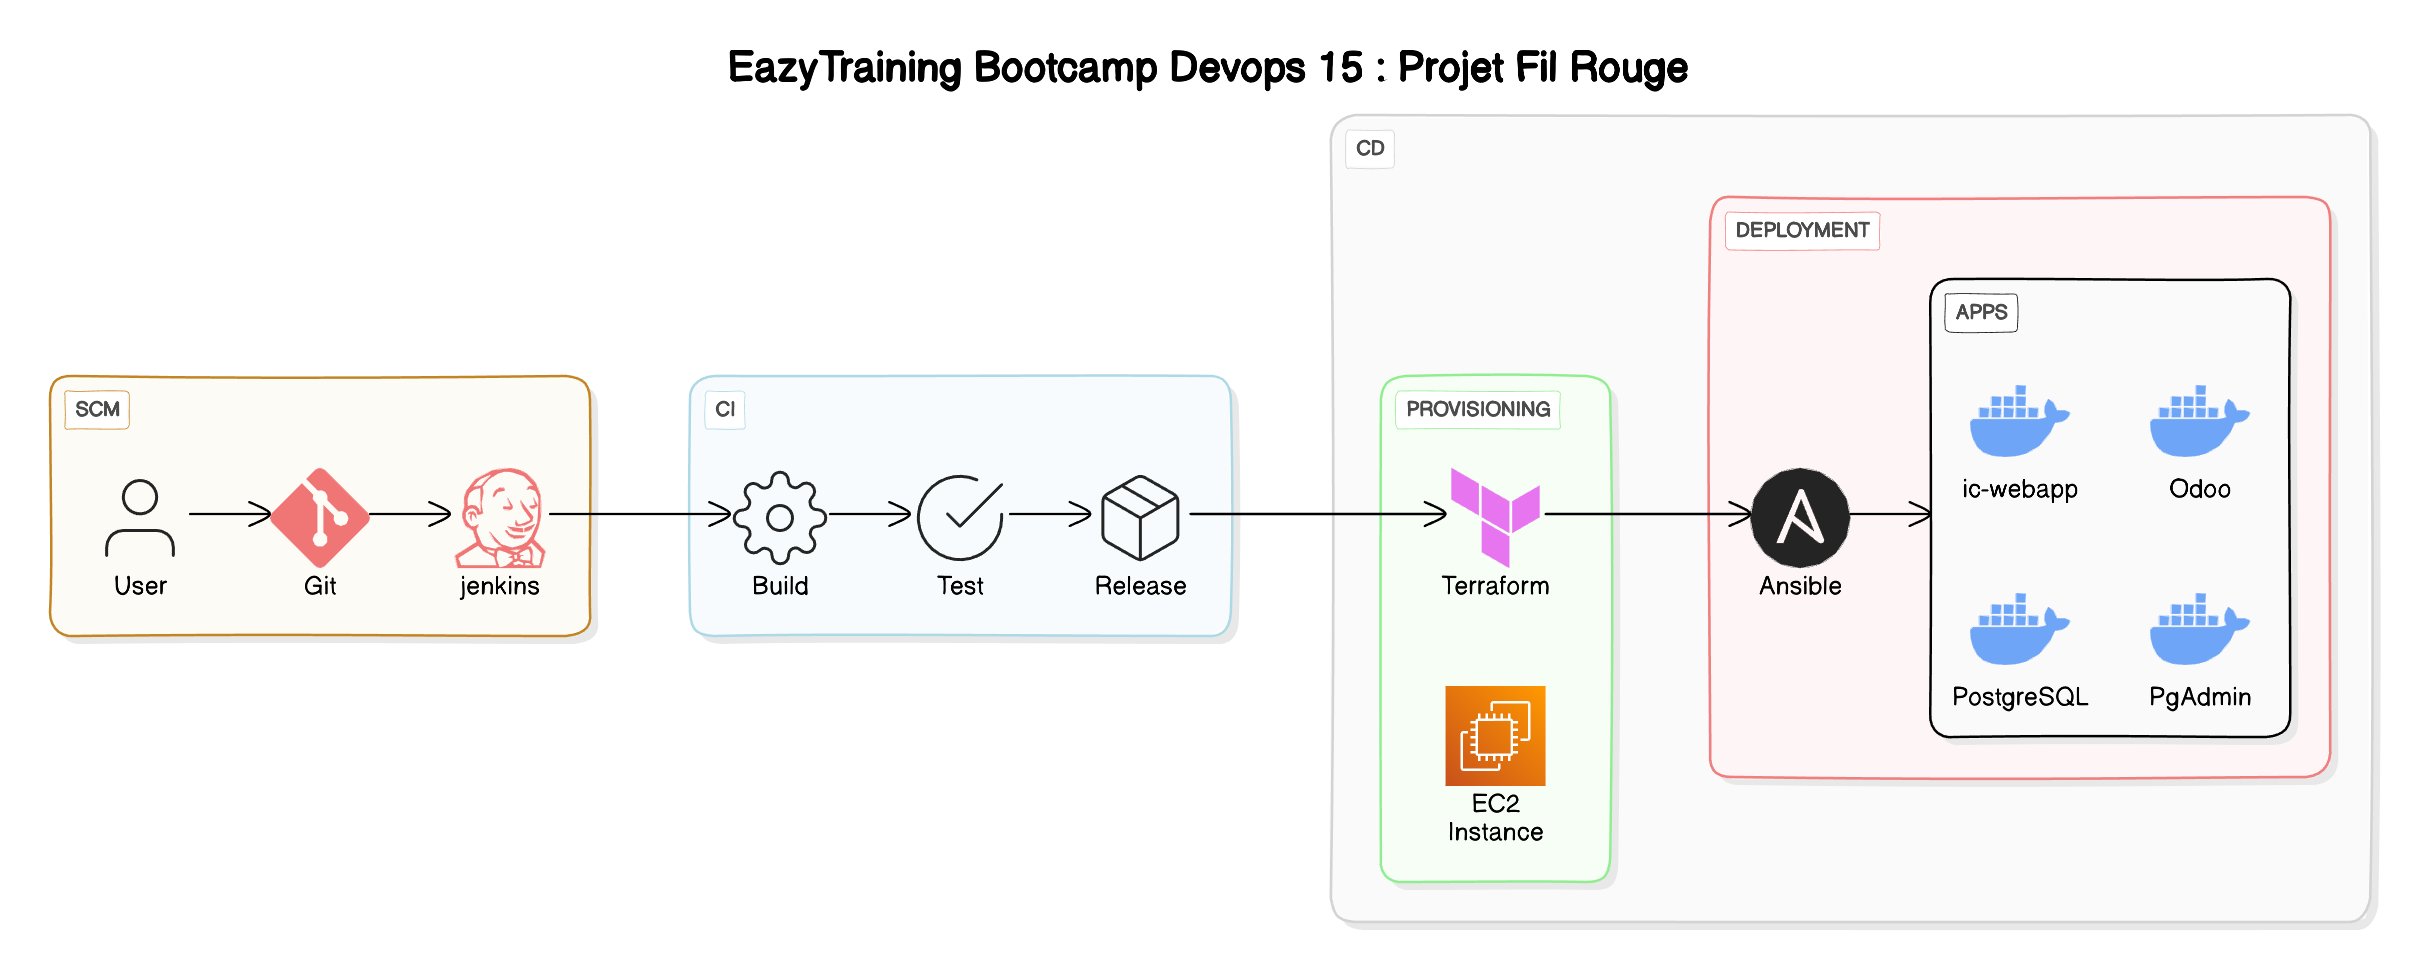 EazyTraining Bootcamp Devops 15 : Projet Fil Rouge
SCM
User
Git
jenkins
CI
Build
Test
Release
CD
PROVISIONING
Terraform
EC2
Instance
DEPLOYMENT
Ansible
APPS
ic-webapp
Odoo
PostgreSQL
PgAdmin